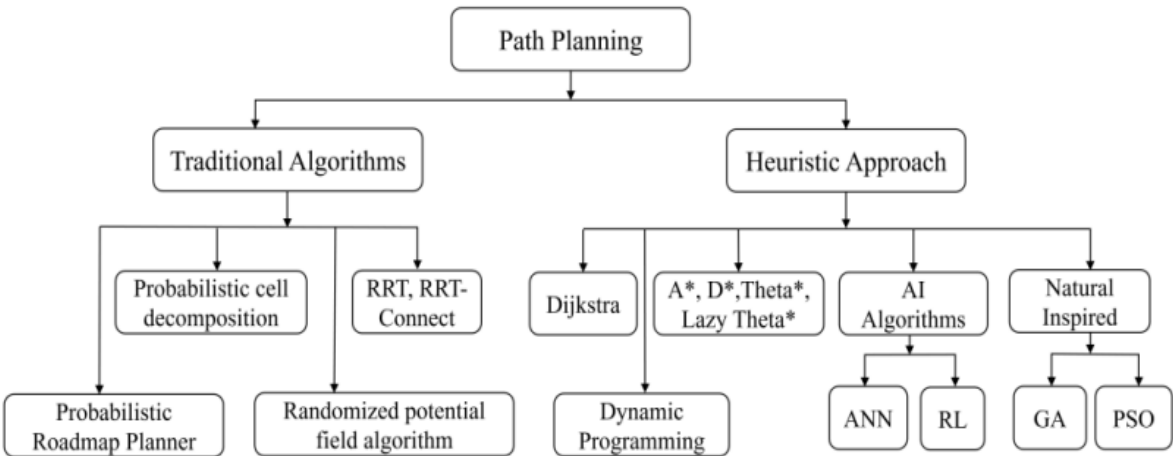 Path Planning
Traditional Algorithms
Heuristic Approach
Probabilistic cell
decomposition
RRT, RRT-
Connect
Dijkstra
A*, D*,Theta*,
Lazy Theta*
AI
Algorithms
Natural
Inspired
Probabilistic
Roadmap Planner
Randomized potential
field algorithm
Dynamic
Programming
ANN
RL
GA
PSO